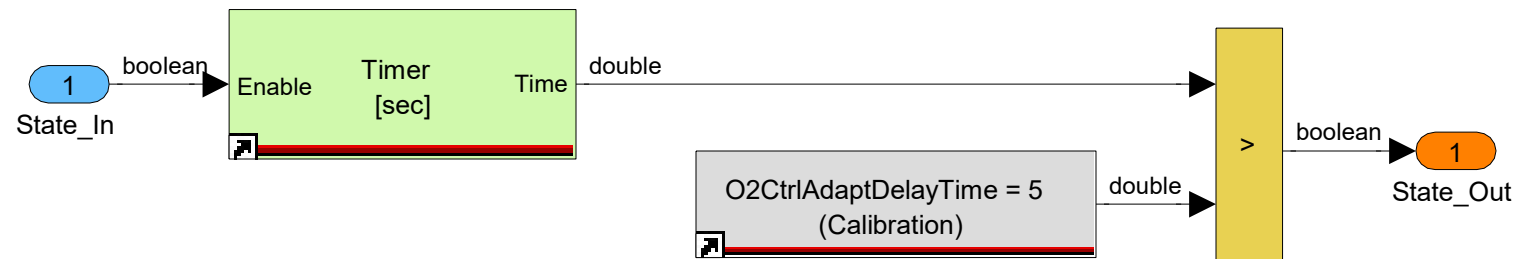 boolean
1
State_In
Enable
Timer
[sec]
Time
double
O2CtrlAdaptDelayTime = 5
(Calibration)
double
>
boolean
1
State_Out